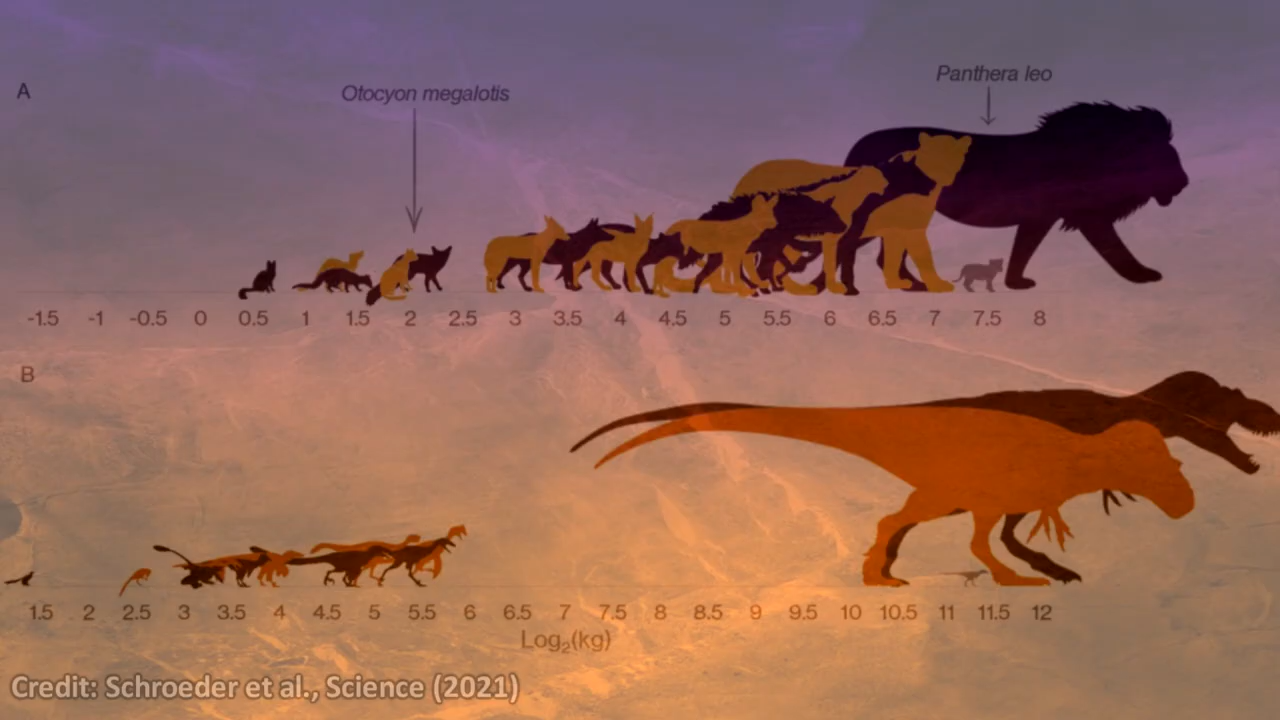 A
Otocyon megalotis
Panthera leo
-1.5 -1 -0.5 0 0.5 1 1.5 2 2.5 3 3.5 4 4.5 5 5.5 6 6.5 7 7.5 8
B
1.5 2 2.5 3 3.5 4 4.5 5 5.5 6 6.5 7 7.5 8 8.5 9 9.5 10 10.5 11 11.5 12
Log₂(kg)
Credit: Schroeder et al., Science (2021)